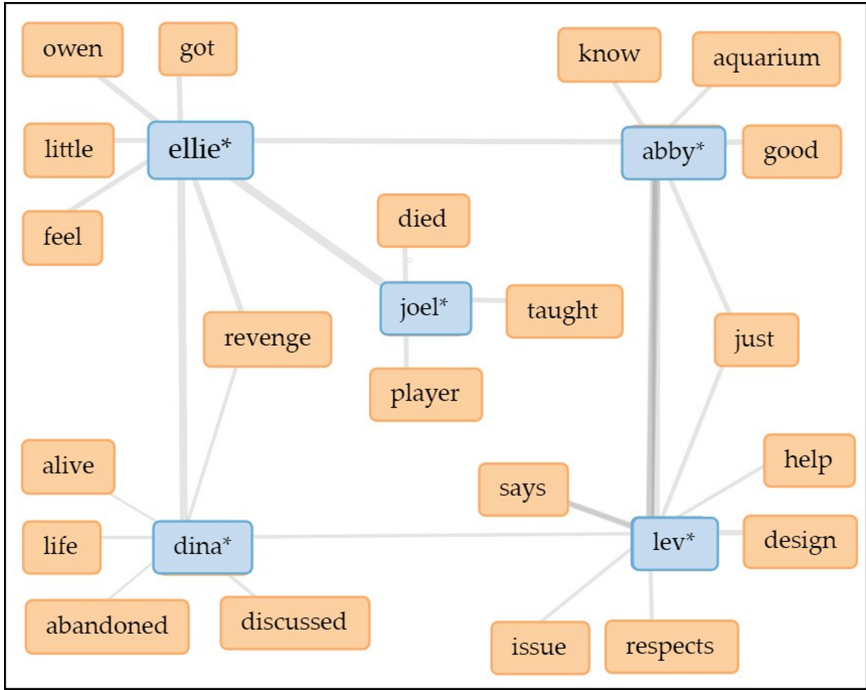 owen
got
know
aquarium
little
ellie*
abby*
good
feel
died
joel*
taught
revenge
just
player
alive
says
help
life
dina*
lev*
design
abandoned
discussed
issue
respects